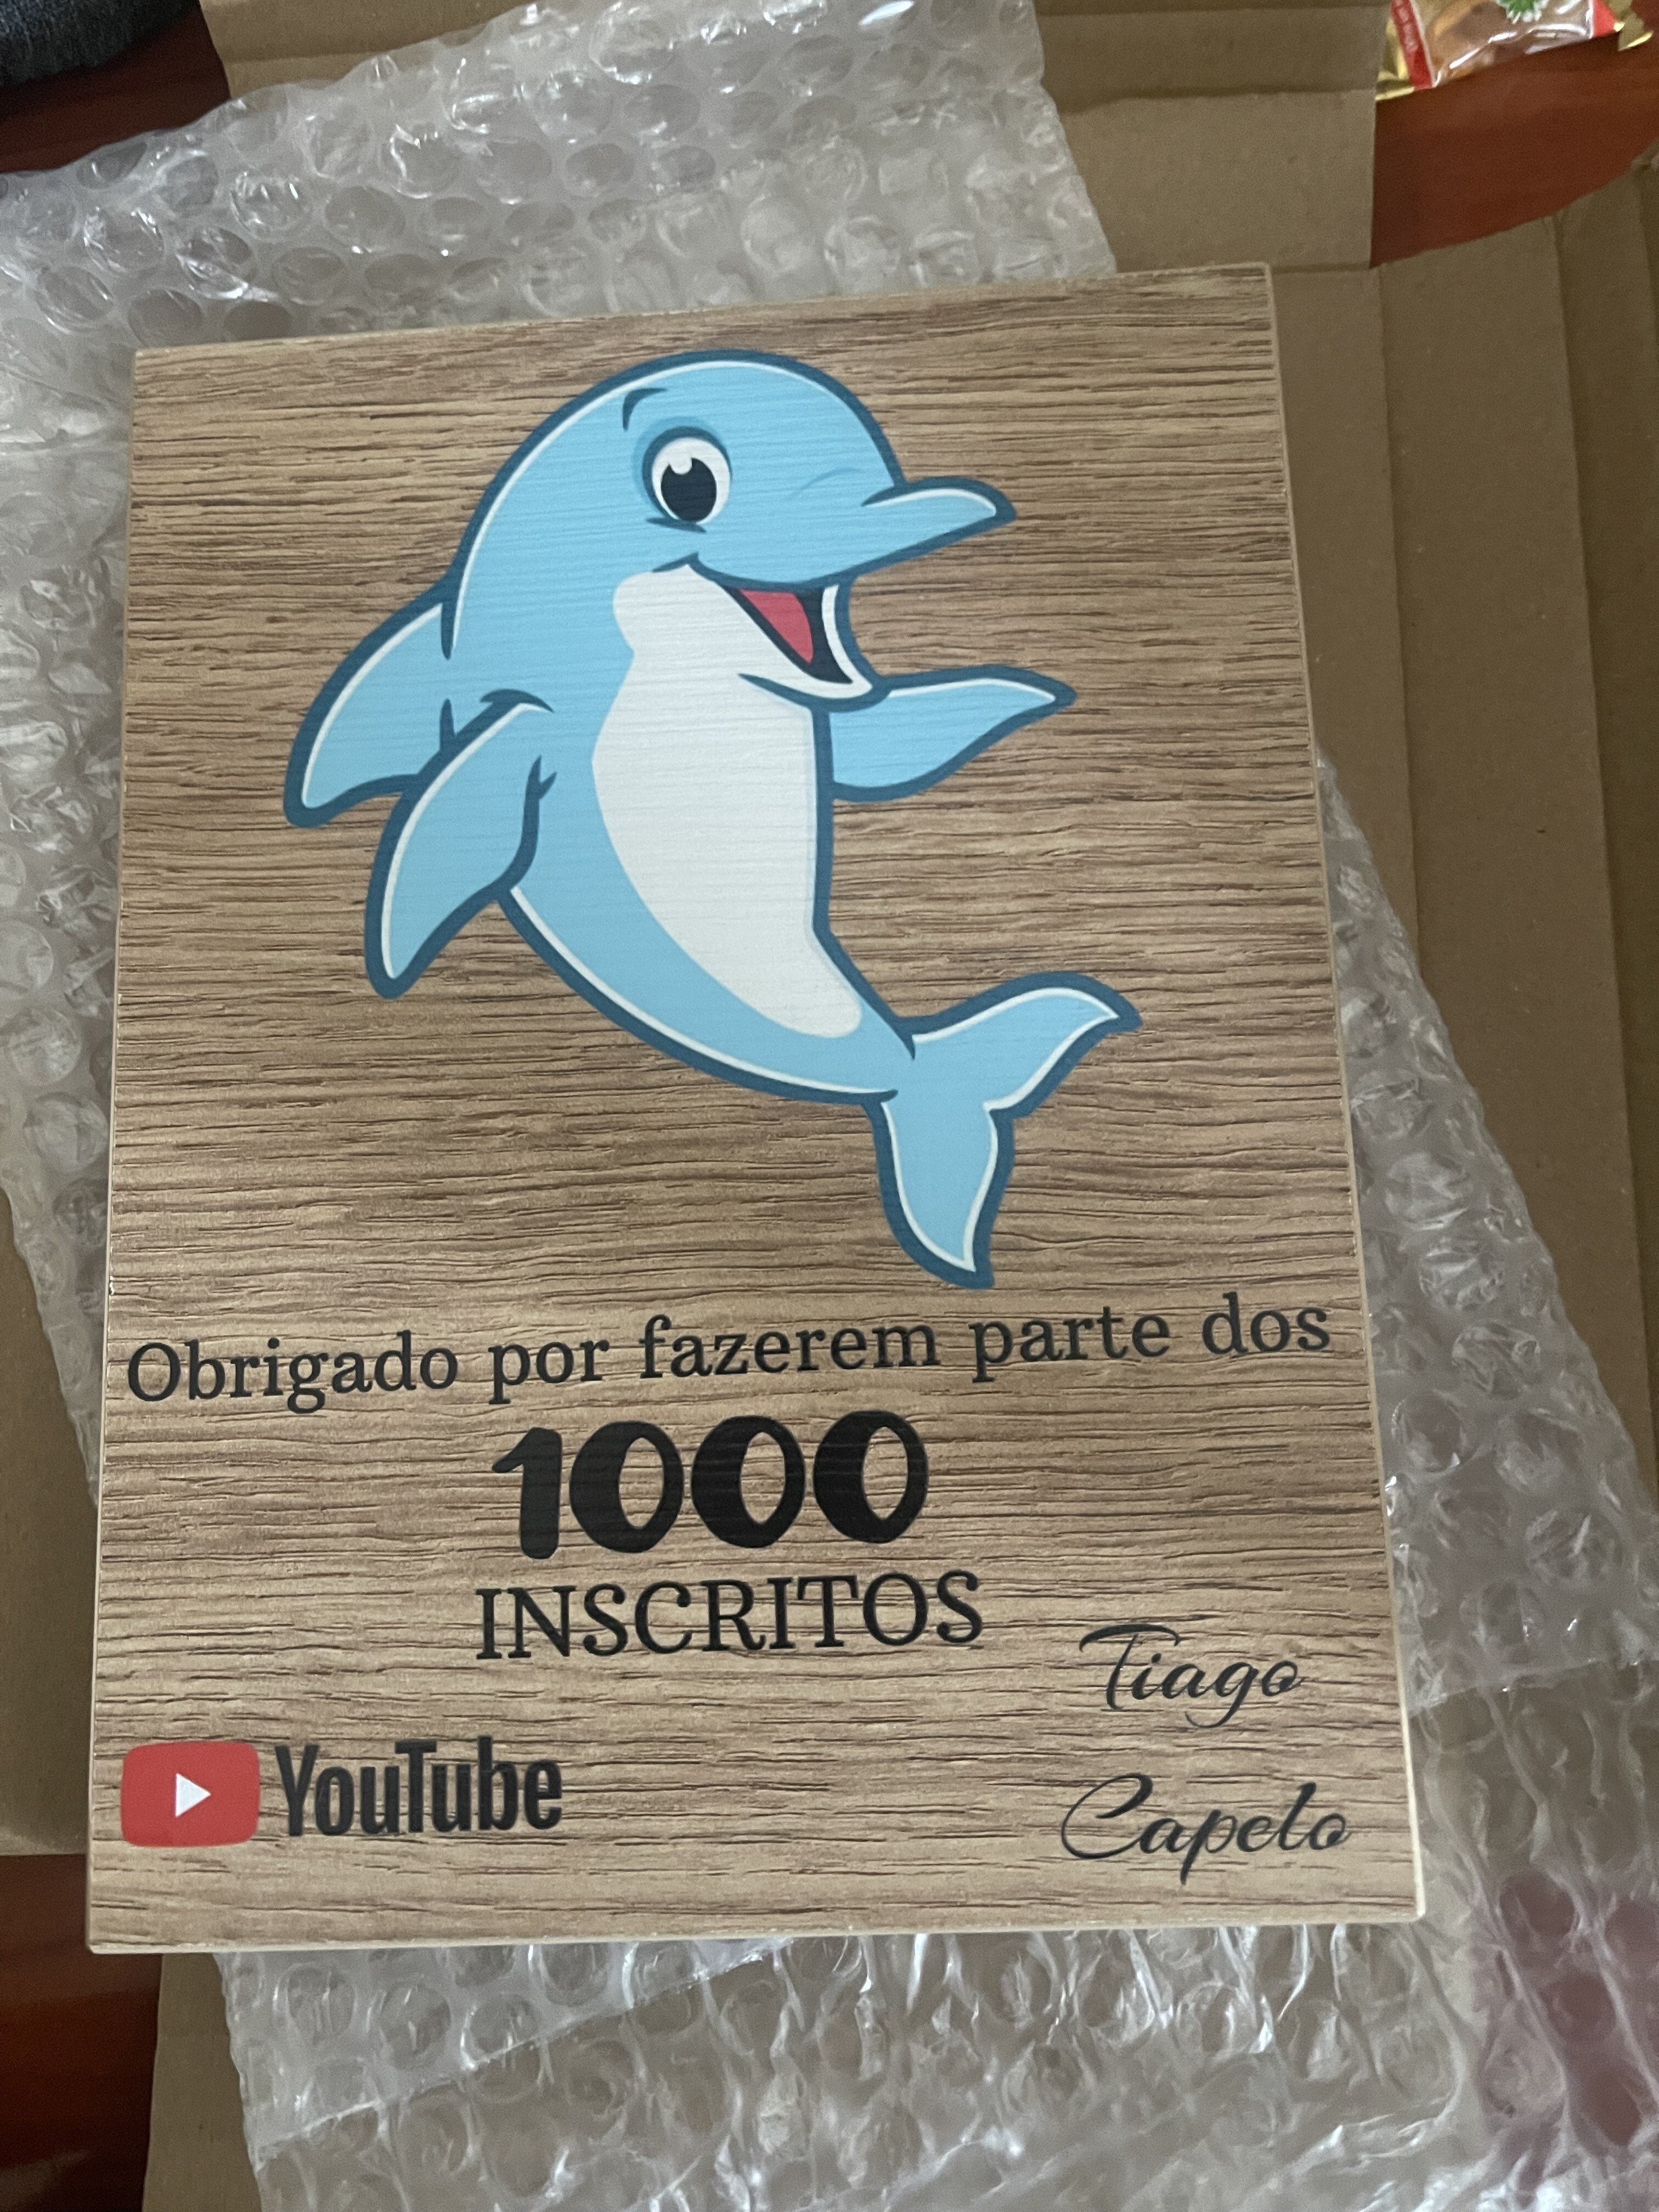 Obrigado por fazerem parte dos
1000
INSCRITOS
Tiago
Capelo
YouTube